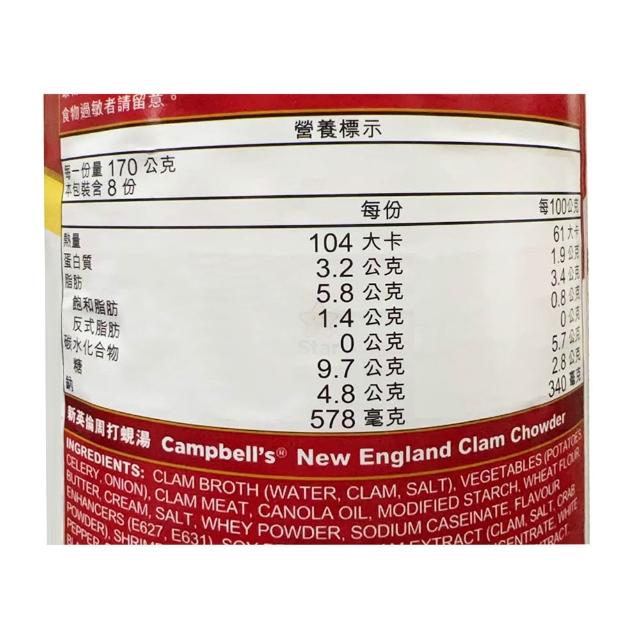 食物過敏者請留意。
營養標示
每一份量 170 公克
本包裝含 8 份
每份 每100公克
熱量 104 大卡 61 大卡
蛋白質 3.2 公克 1.9 公克
脂肪 5.8 公克 3.4 公克
飽和脂肪 1.4 公克 0.8 公克
反式脂肪 0 公克 0 公克
碳水化合物 9.7 公克 5.7 公克
糖 4.8 公克 2.8 公克
鈉 578 毫克 340 毫克
新英倫周打蜆湯 Campbell's® New England Clam Chowder
INGREDIENTS: CLAM BROTH (WATER, CLAM, SALT), VEGETABLES (POTATOES,
CELERY, ONION), CLAM MEAT, CANOLA OIL, MODIFIED STARCH, WHEAT FLOUR,
BUTTER, CREAM, SALT, WHEY POWDER, SODIUM CASEINATE, FLAVOUR
ENHANCERS (E627, E631), EXTRACT (CLAM, SALT, CRAB
POWDER), SHRIMP WHITE
PEPPER